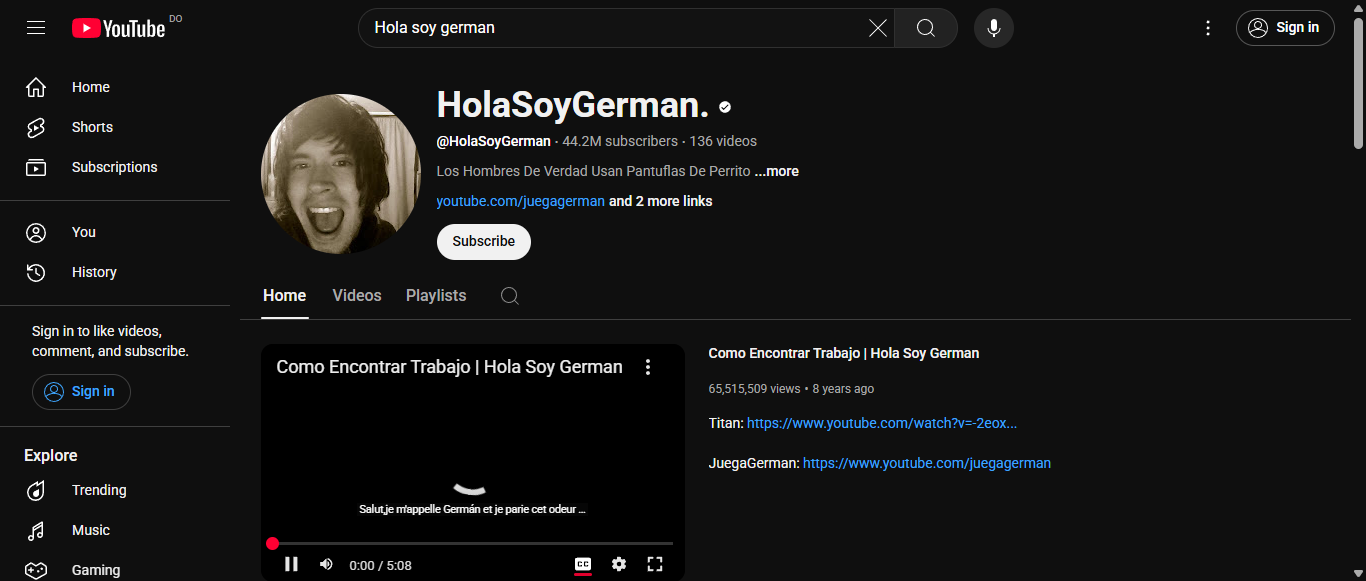 YouTube DO
Hola soy german
Sign in
Home
Shorts
Subscriptions
You
History
Sign in to like videos,
comment, and subscribe.
Sign in
Explore
Trending
Music
Gaming
HolaSoyGerman.
@HolaSoyGerman · 44.2M subscribers · 136 videos
Los Hombres De Verdad Usan Pantuflas De Perrito ...more
youtube.com/juegagerman and 2 more links
Subscribe
Home Videos Playlists
Como Encontrar Trabajo | Hola Soy German
Salut,je m'appelle Germán et je parie cet odeur ...
0:00 / 5:08
CC
Como Encontrar Trabajo | Hola Soy German
65,515,509 views • 8 years ago
Titan: https://www.youtube.com/watch?v=-2eox...
JuegaGerman: https://www.youtube.com/juegagerman